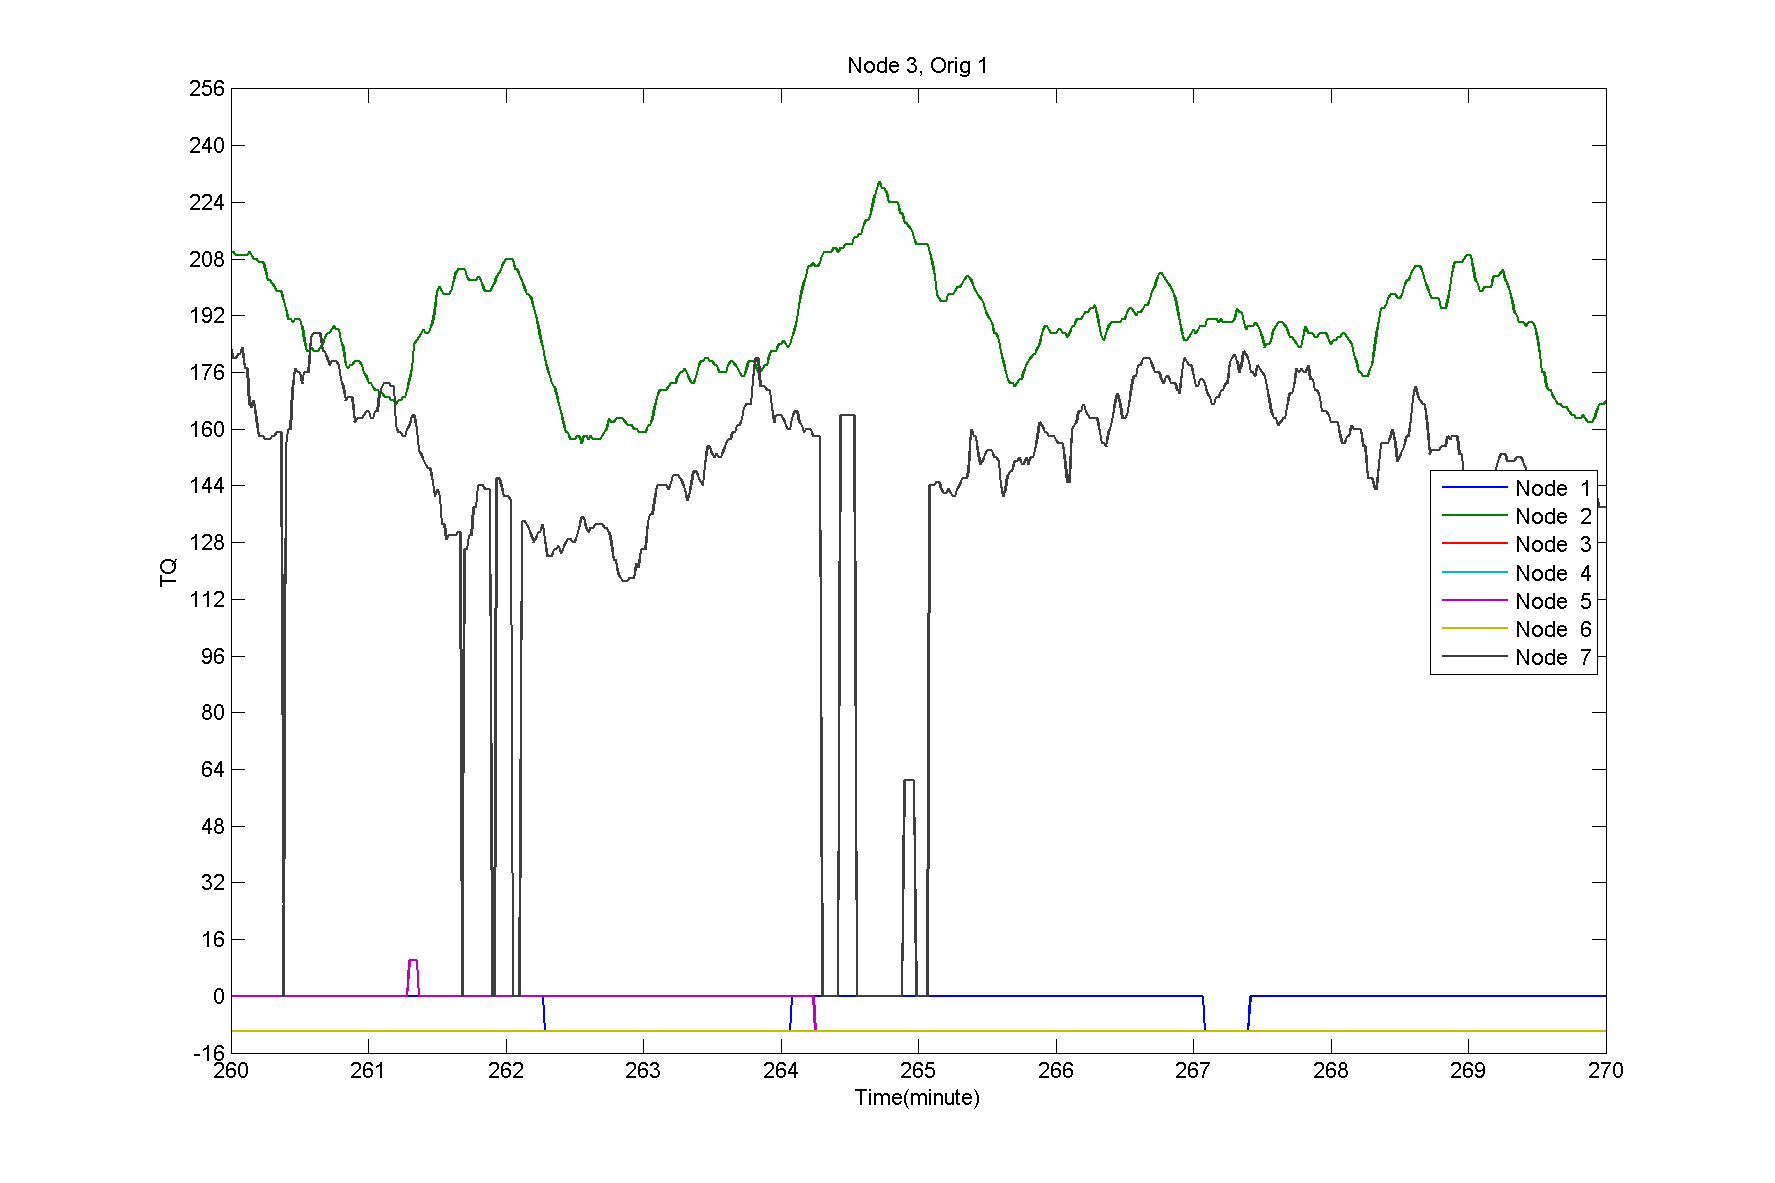 Node 3, Orig 1
256
240
224
208
192
176
160
144
128
112
96
80
64
48
32
16
0
-16
TQ
Node 1
Node 2
Node 3
Node 4
Node 5
Node 6
Node 7
260 261 262 263 264 265 266 267 268 269 270
Time(minute)